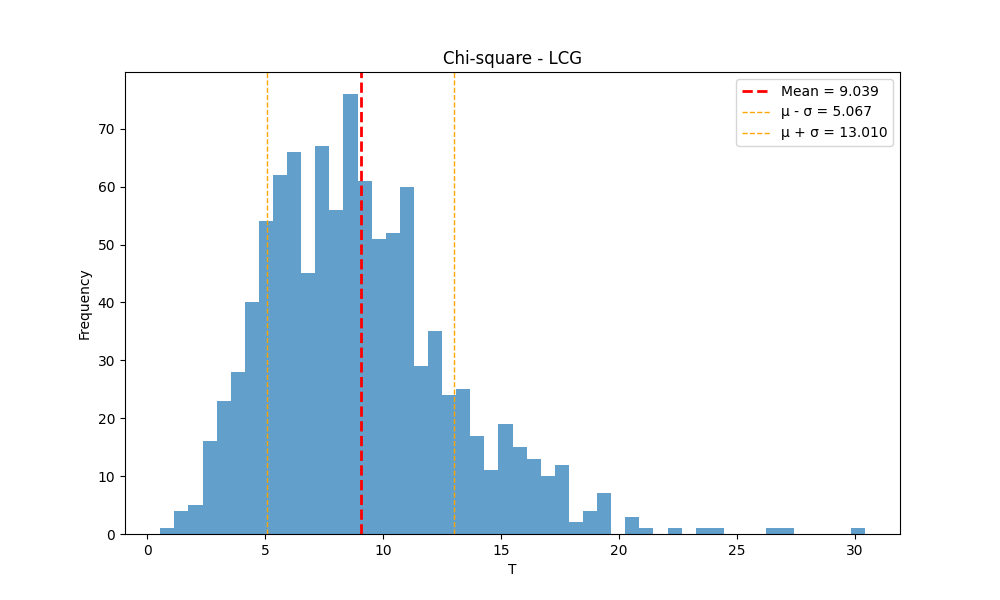 Chi-square - LCG
Mean = 9.039
μ - σ = 5.067
μ + σ = 13.010
Frequency
70
60
50
40
30
20
10
0
0 5 10 15 20 25 30
T